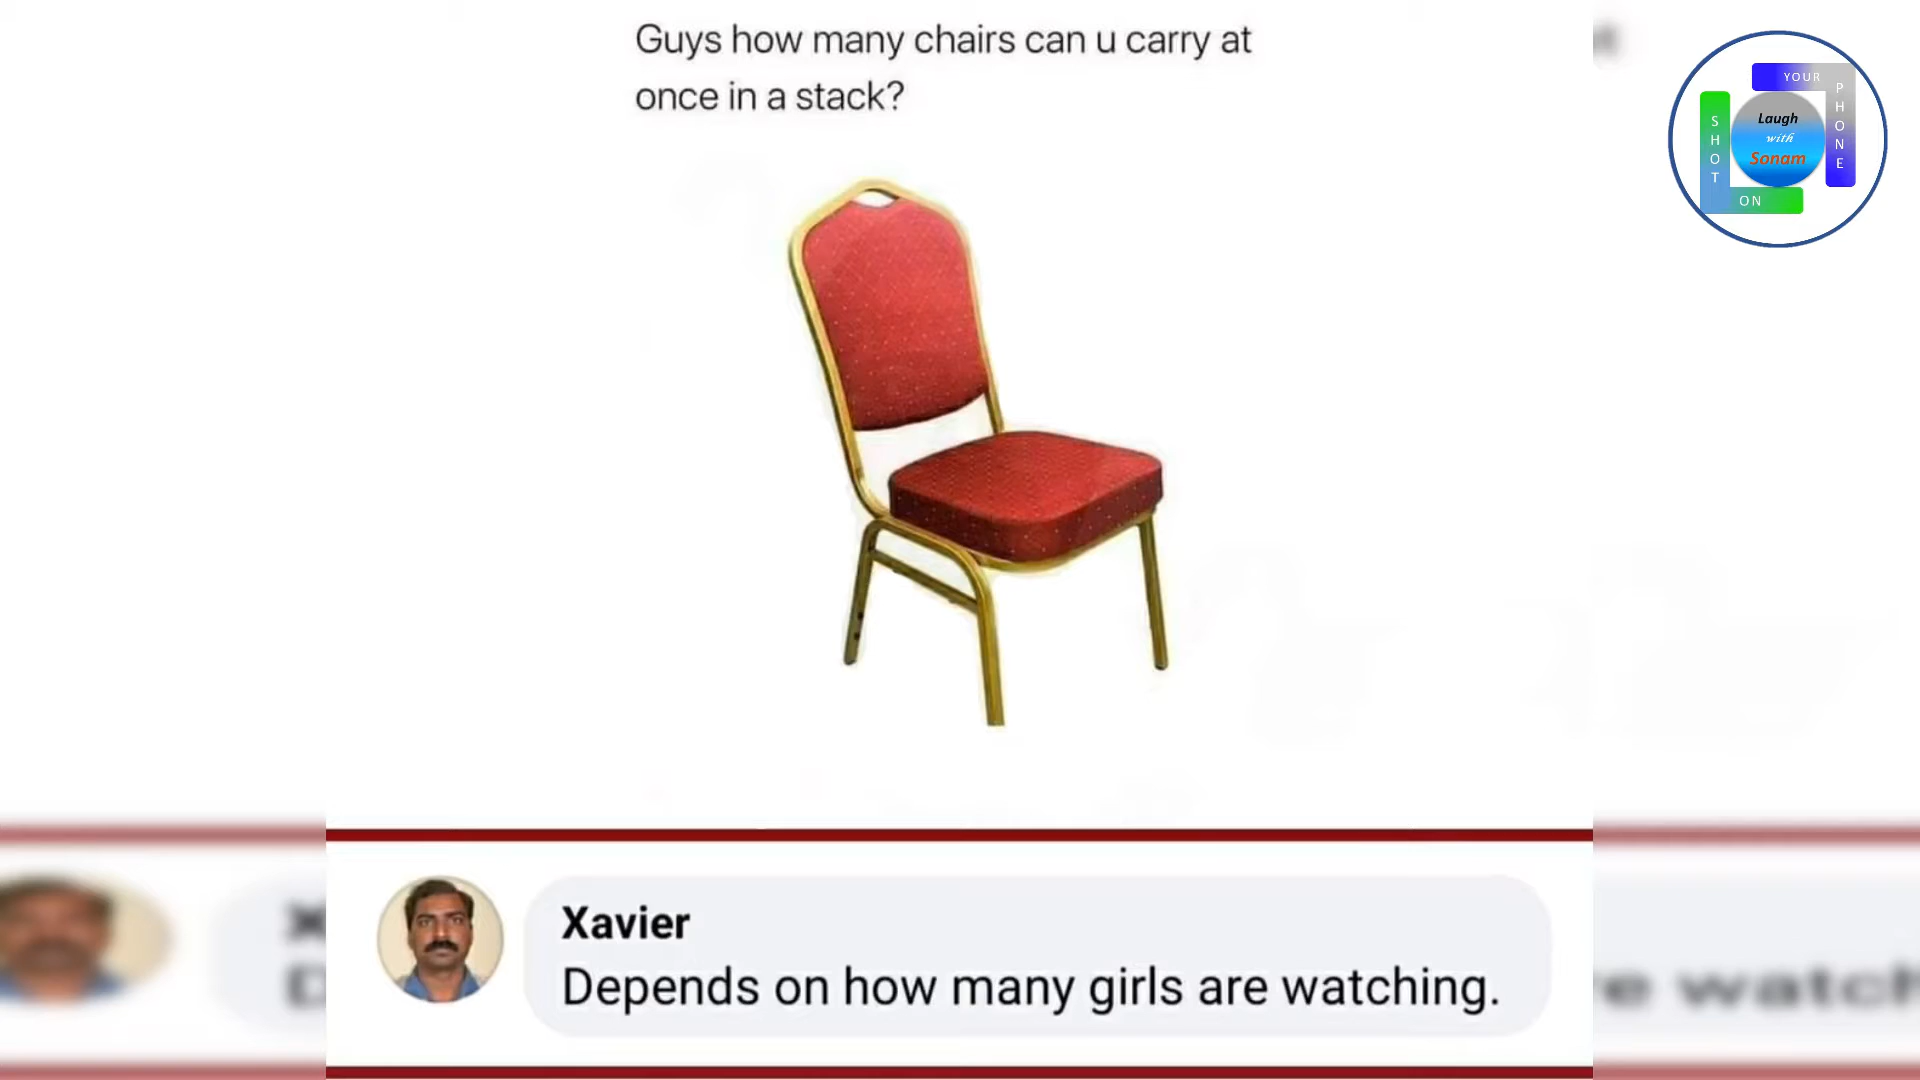 Guys how many chairs can u carry at
once in a stack?
YOUR
PHONE
SHOT
ON
Laugh
with
Sonam
Xavier
Depends on how many girls are watching.